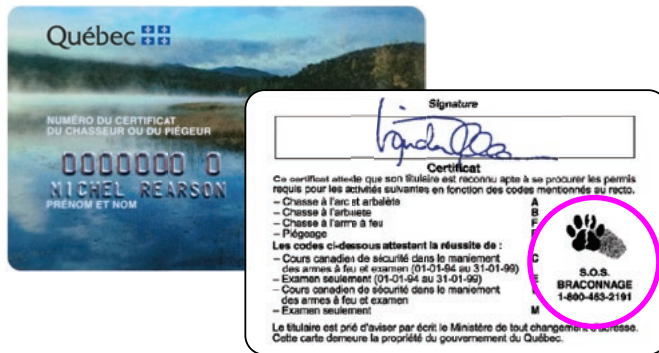 Québec
NUMÉRO DU CERTIFICAT
DU CHASSEUR OU DU PIÉGEUR
0000000 0
MICHEL REARSON
PRÉNOM ET NOM
Signature
Certificat
Ce certificat atteste que son titulaire est reconnu apte à se procurer les permis
requis pour les activités suivantes en fonction des codes mentionnés au recto.
– Chasse à l'arc et arbalète A
– Chasse à l'arbalète B
– Chasse à l'arme à feu F
– Piégeage
Les codes ci-dessous attestent la réussite de :
– Cours canadien de sécurité dans le maniement C
des armes à feu et examen (01-01-94 au 31-01-99)
– Examen seulement (01-01-94 au 31-01-99) E
– Cours canadien de sécurité dans le maniement
des armes à feu et examen
– Examen seulement M
S.O.S.
BRACONNAGE
1-800-463-2191
Le titulaire est prié d'aviser par écrit le Ministère de tout changement d'adresse.
Cette carte demeure la propriété du gouvernement du Québec.